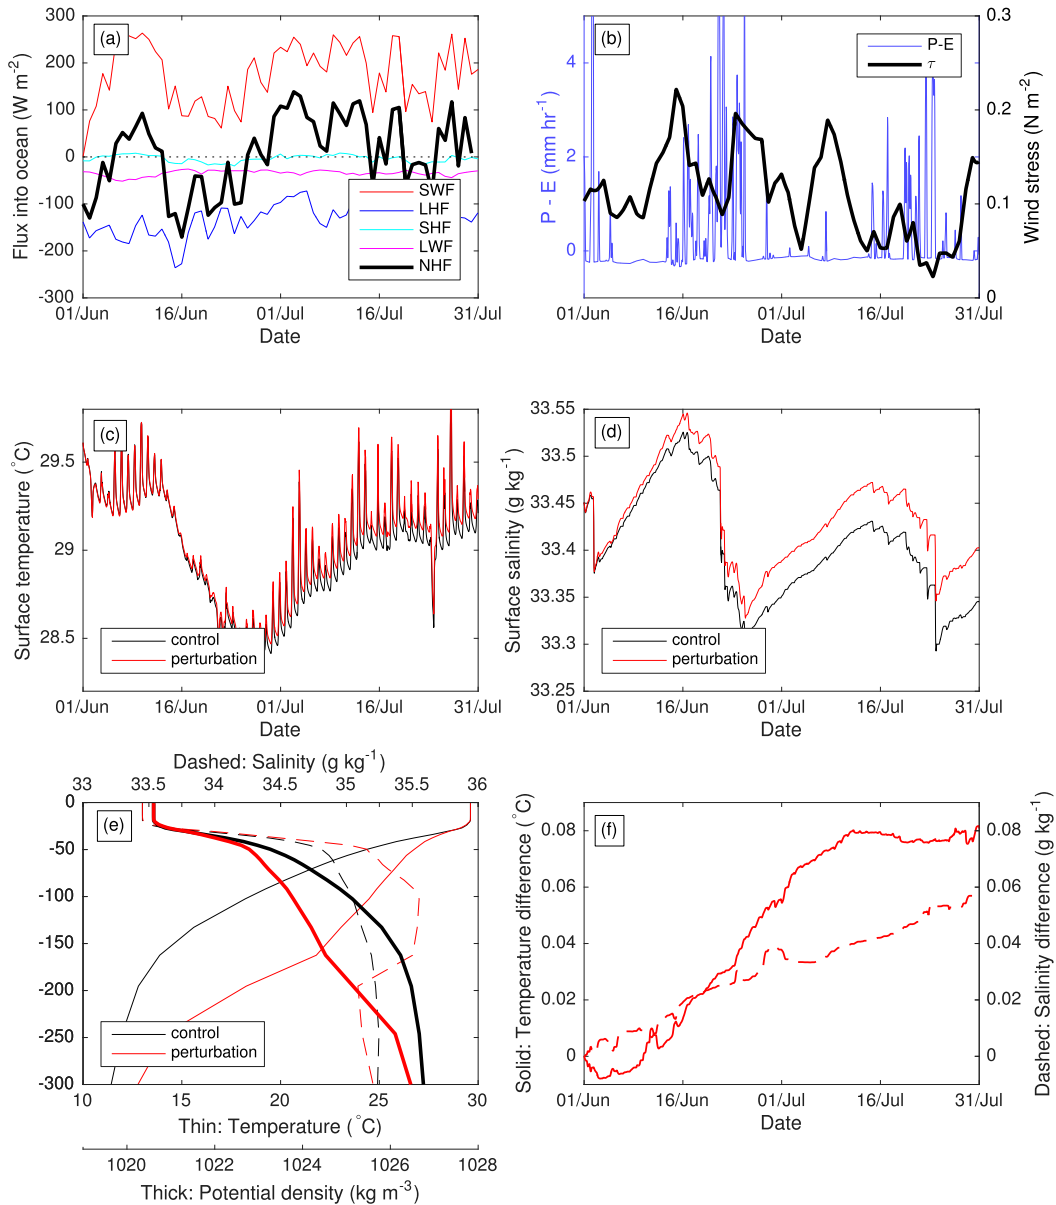 (a)
Flux into ocean (W m-2)
300
200
100
0
-100
-200
-300
SWF
LHF
SHF
LWF
NHF
01/Jun
16/Jun
01/Jul
16/Jul
31/Jul
Date
(b)
P - E (mm hr-1)
4
2
0
P-E
τ
0.3
0.2
0.1
0
Wind stress (N m-2)
01/Jun
16/Jun
01/Jul
16/Jul
31/Jul
Date
(c)
Surface temperature (°C)
29.5
29
28.5
control
perturbation
01/Jun
16/Jun
01/Jul
16/Jul
31/Jul
Date
(d)
Surface salinity (g kg-1)
33.55
33.5
33.45
33.4
33.35
33.3
33.25
control
perturbation
01/Jun
16/Jun
01/Jul
16/Jul
31/Jul
Date
Dashed: Salinity (g kg-1)
33
33.5
34
34.5
35
35.5
36
(e)
0
-50
-100
-150
-200
-250
-300
control
perturbation
10
15
20
25
30
Thin: Temperature (°C)
1020
1022
1024
1026
1028
Thick: Potential density (kg m-3)
(f)
Solid: Temperature difference (°C)
0.08
0.06
0.04
0.02
0
0.08
0.06
0.04
0.02
0
Dashed: Salinity difference (g kg-1)
01/Jun
16/Jun
01/Jul
16/Jul
31/Jul
Date